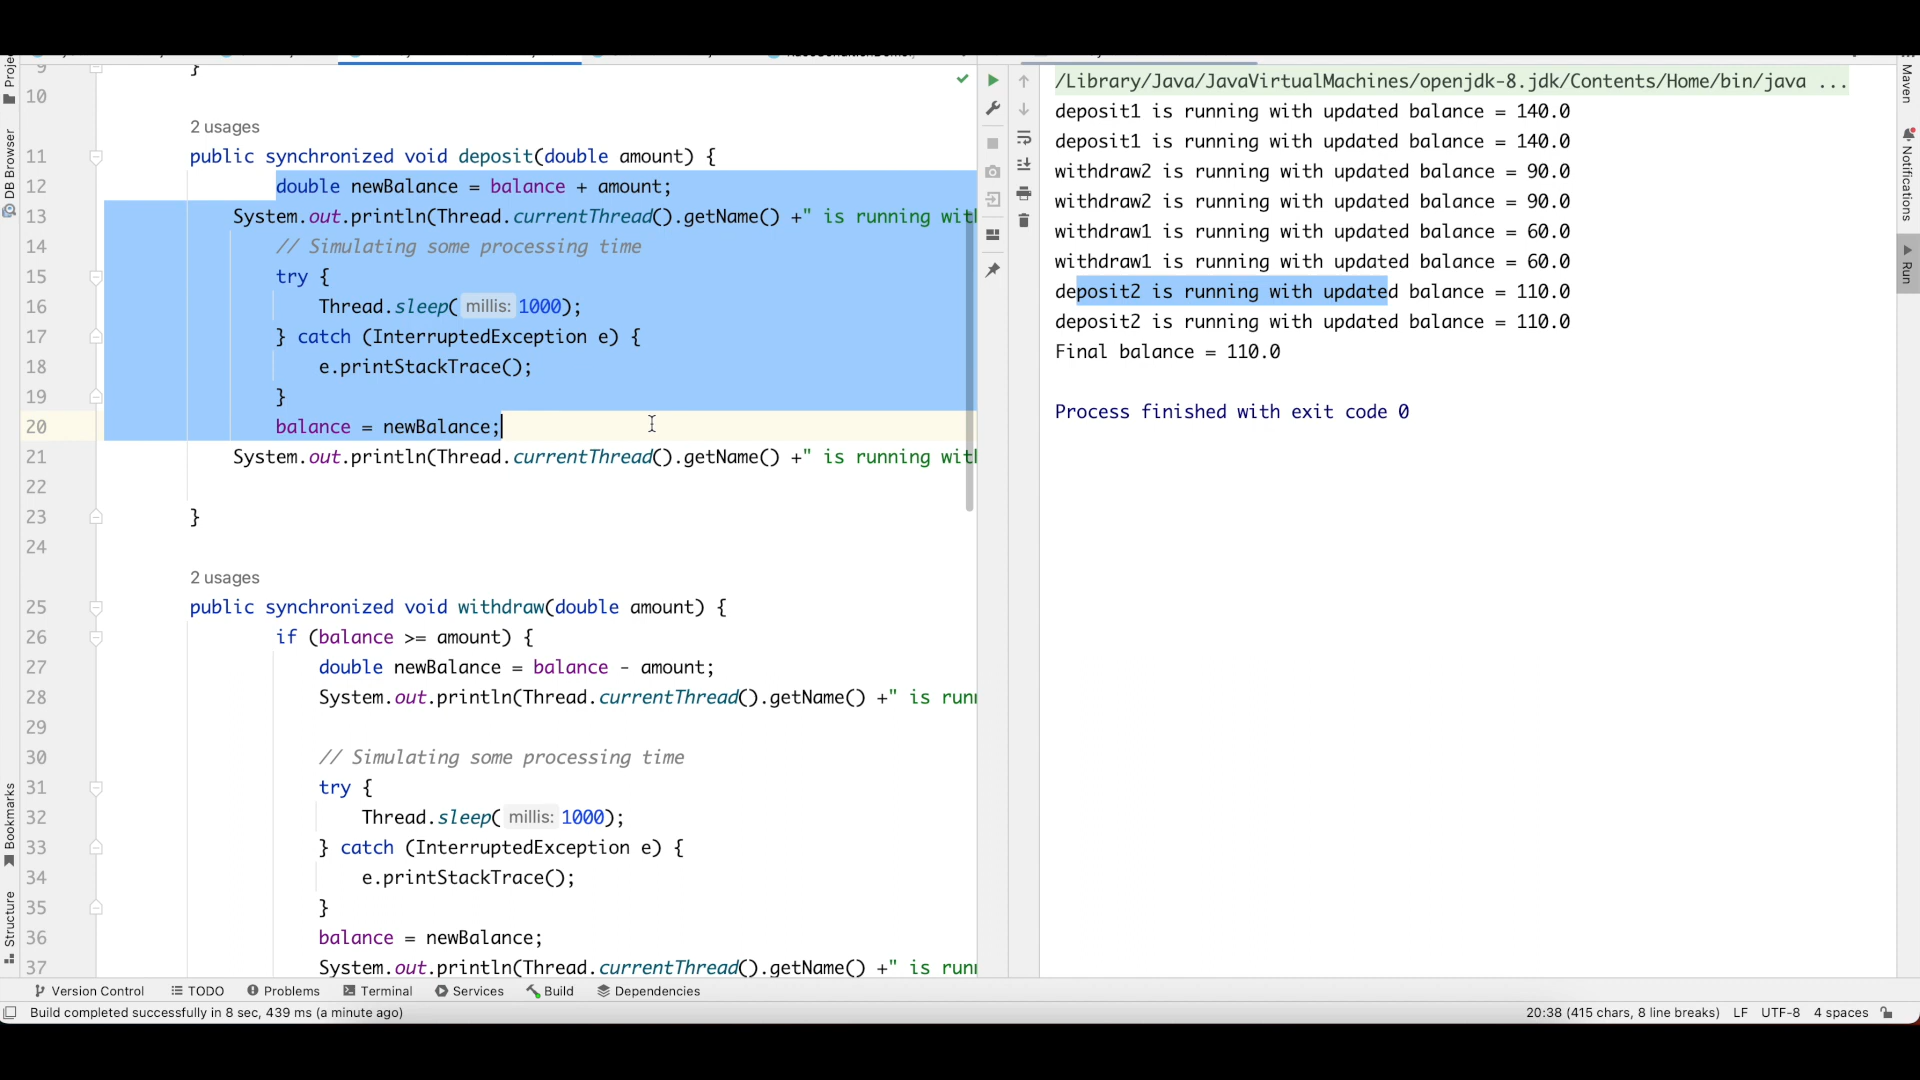 9 }
10
2 usages
11 public synchronized void deposit(double amount) {
12 double newBalance = balance + amount;
13 System.out.println(Thread.currentThread().getName() +" is running wit
14 // Simulating some processing time
15 try {
16 Thread.sleep( millis: 1000);
17 } catch (InterruptedException e) {
18 e.printStackTrace();
19 }
20 balance = newBalance;
21 System.out.println(Thread.currentThread().getName() +" is running wit
22
23 }
24
2 usages
25 public synchronized void withdraw(double amount) {
26 if (balance >= amount) {
27 double newBalance = balance - amount;
28 System.out.println(Thread.currentThread().getName() +" is run
29
30 // Simulating some processing time
31 try {
32 Thread.sleep( millis: 1000);
33 } catch (InterruptedException e) {
34 e.printStackTrace();
35 }
36 balance = newBalance;
37 System.out.println(Thread.currentThread().getName() +" is run
/Library/Java/JavaVirtualMachines/openjdk-8.jdk/Contents/Home/bin/java ...
deposit1 is running with updated balance = 140.0
deposit1 is running with updated balance = 140.0
withdraw2 is running with updated balance = 90.0
withdraw2 is running with updated balance = 90.0
withdraw1 is running with updated balance = 60.0
withdraw1 is running with updated balance = 60.0
deposit2 is running with updated balance = 110.0
deposit2 is running with updated balance = 110.0
Final balance = 110.0
Process finished with exit code 0
Proje
DB Browser
Bookmarks
Structure
Maven
Notifications
Run
Version Control TODO Problems Terminal Services Build Dependencies
Build completed successfully in 8 sec, 439 ms (a minute ago) 20:38 (415 chars, 8 line breaks) LF UTF-8 4 spaces